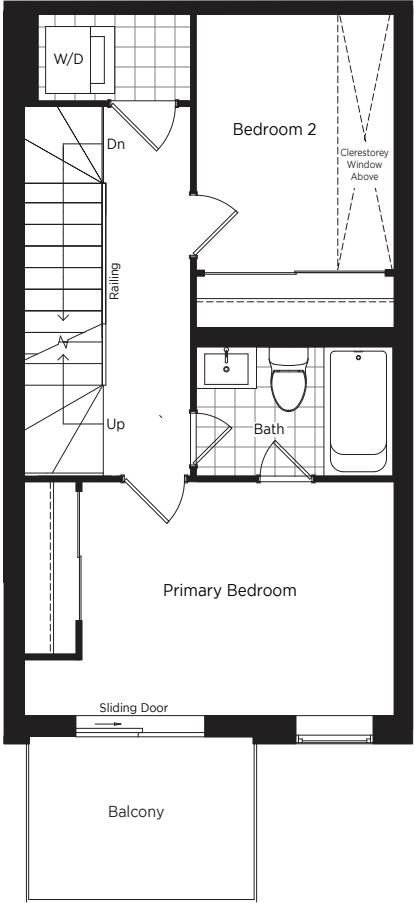 W/D
Bedroom 2
Dn
Clerestorey
Window
Above
Railing
Up
Bath
Primary Bedroom
Sliding Door
Balcony